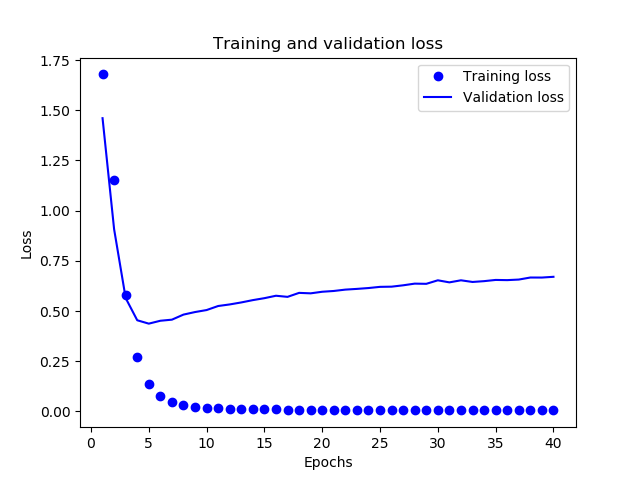 Training and validation loss
Training loss
Validation loss
Loss
1.75
1.50
1.25
1.00
0.75
0.50
0.25
0.00
0 5 10 15 20 25 30 35 40
Epochs